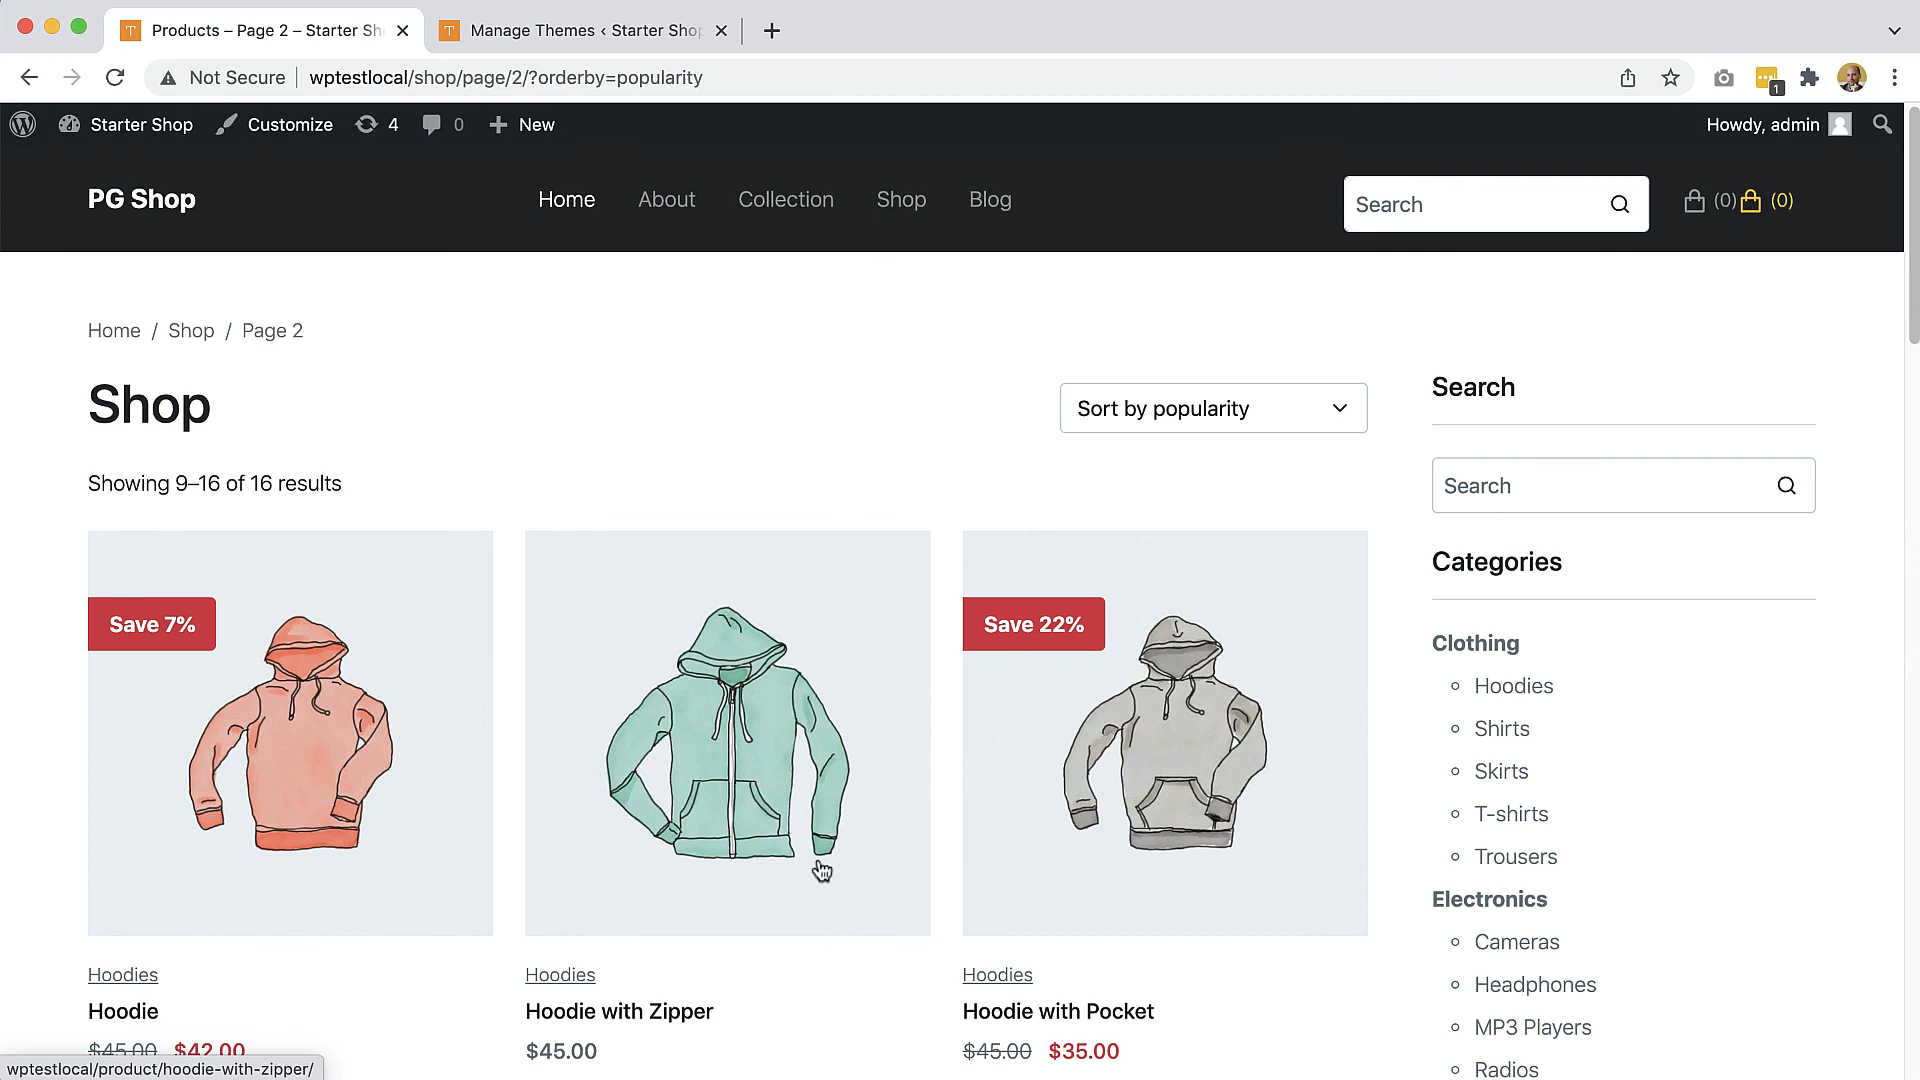 Products – Page 2 – Starter Sh
Manage Themes ‹ Starter Shop
Not Secure
wptestlocal/shop/page/2/?orderby=popularity
1
Starter Shop
Customize
4
0
New
Howdy, admin
PG Shop
Home
About
Collection
Shop
Blog
Search
(0)
(0)
Home / Shop / Page 2
Shop
Sort by popularity
Showing 9–16 of 16 results
Save 7%
Save 22%
Hoodies
Hoodie
$45.00 $42.00
Hoodies
Hoodie with Zipper
$45.00
Hoodies
Hoodie with Pocket
$45.00 $35.00
Search
Search
Categories
Clothing
Hoodies
Shirts
Skirts
T-shirts
Trousers
Electronics
Cameras
Headphones
MP3 Players
Radios
wptestlocal/product/hoodie-with-zipper/